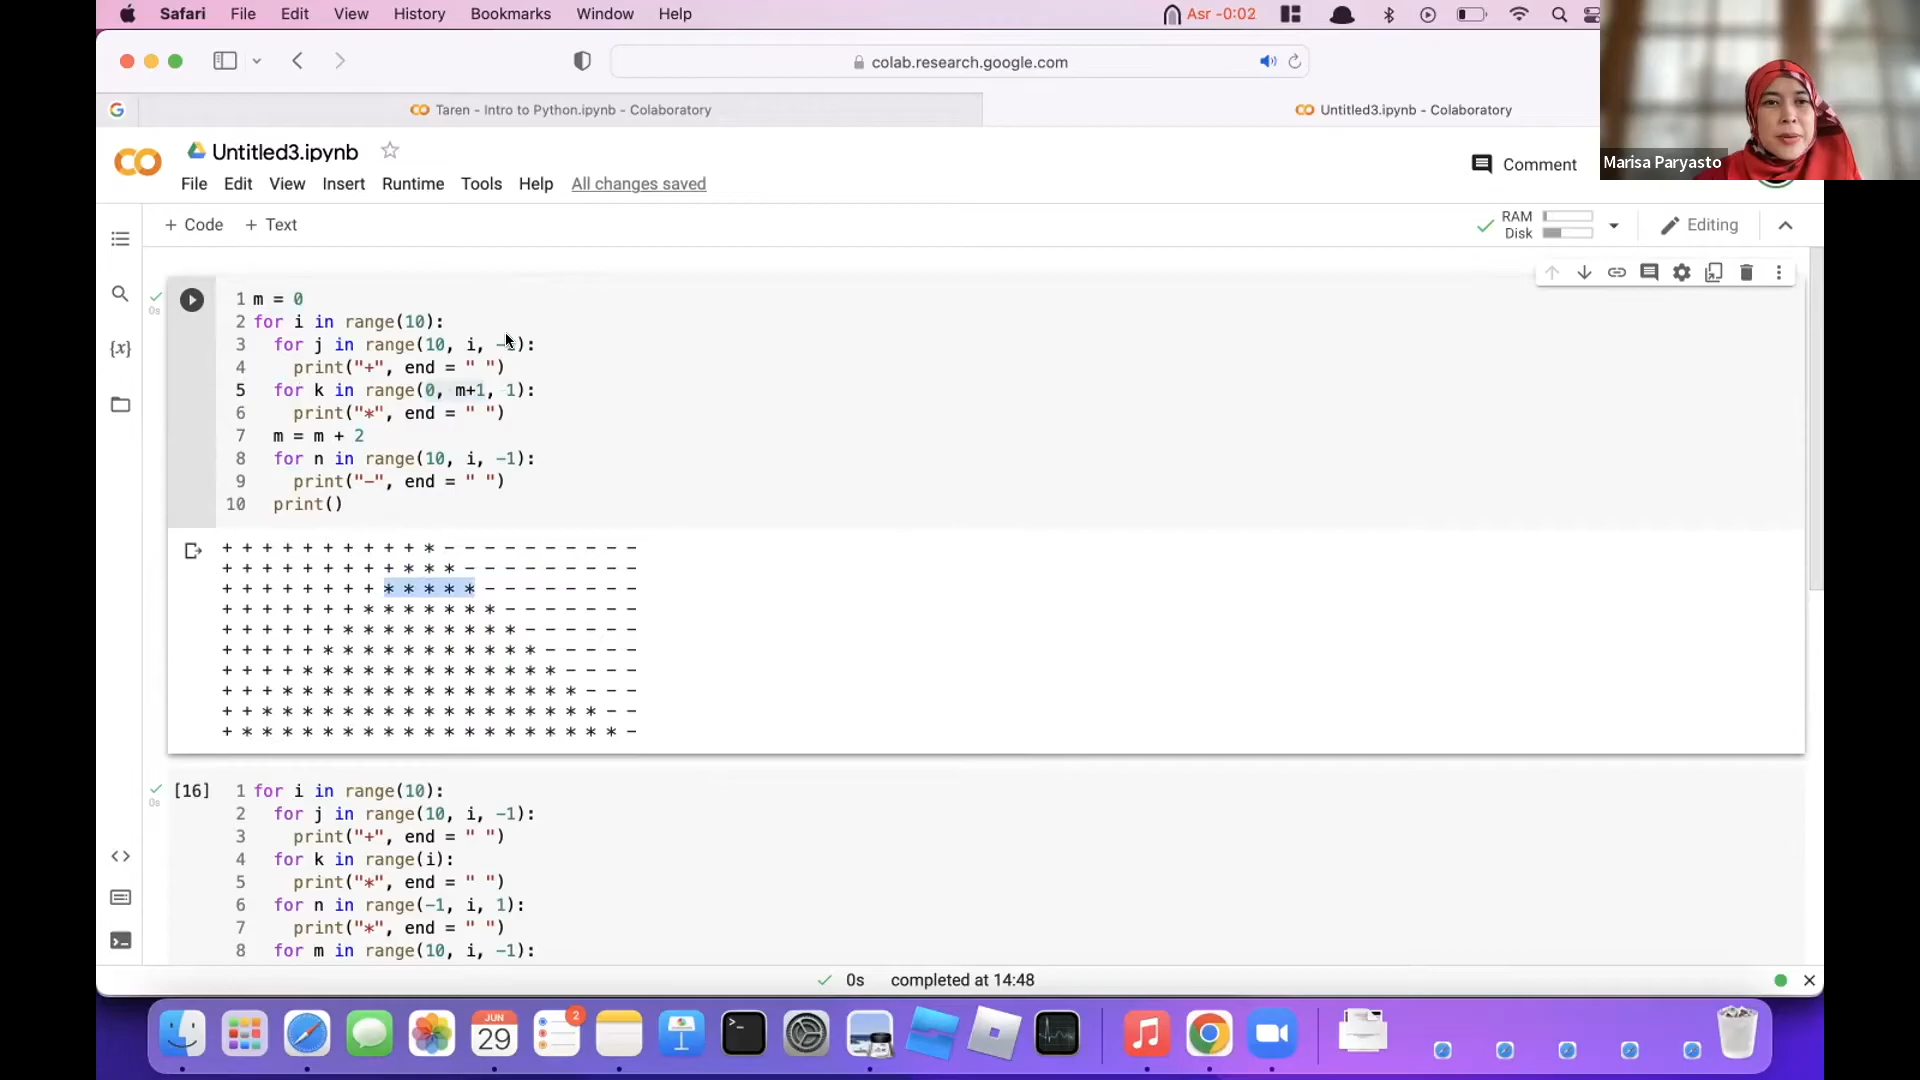 Safari File Edit View History Bookmarks Window Help Asr -0:02
colab.research.google.com
Taren - Intro to Python.ipynb - Colaboratory
Untitled3.ipynb - Colaboratory
Marisa Paryasto
CO Untitled3.ipynb
File Edit View Insert Runtime Tools Help All changes saved
Comment
+ Code + Text
RAM
Disk
Editing
0s
1 m = 0
2 for i in range(10):
3 for j in range(10, i, -1):
4 print("+", end = " ")
5 for k in range(0, m+1, 1):
6 print("*", end = " ")
7 m = m + 2
8 for n in range(10, i, -1):
9 print("-", end = " ")
10 print()
+ + + + + + + + + + * - - - - - - - - - -
+ + + + + + + + + * * * - - - - - - - - -
+ + + + + + + + * * * * * - - - - - - - -
+ + + + + + + * * * * * * * - - - - - - -
+ + + + + + * * * * * * * * * - - - - - -
+ + + + + * * * * * * * * * * * - - - - -
+ + + + * * * * * * * * * * * * * - - - -
+ + + * * * * * * * * * * * * * * * - - -
+ + * * * * * * * * * * * * * * * * * - -
+ * * * * * * * * * * * * * * * * * * * -
0s
[16] 1 for i in range(10):
2 for j in range(10, i, -1):
3 print("+", end = " ")
4 for k in range(i):
5 print("*", end = " ")
6 for n in range(-1, i, 1):
7 print("*", end = " ")
8 for m in range(10, i, -1):
0s completed at 14:48
JUN
29
2